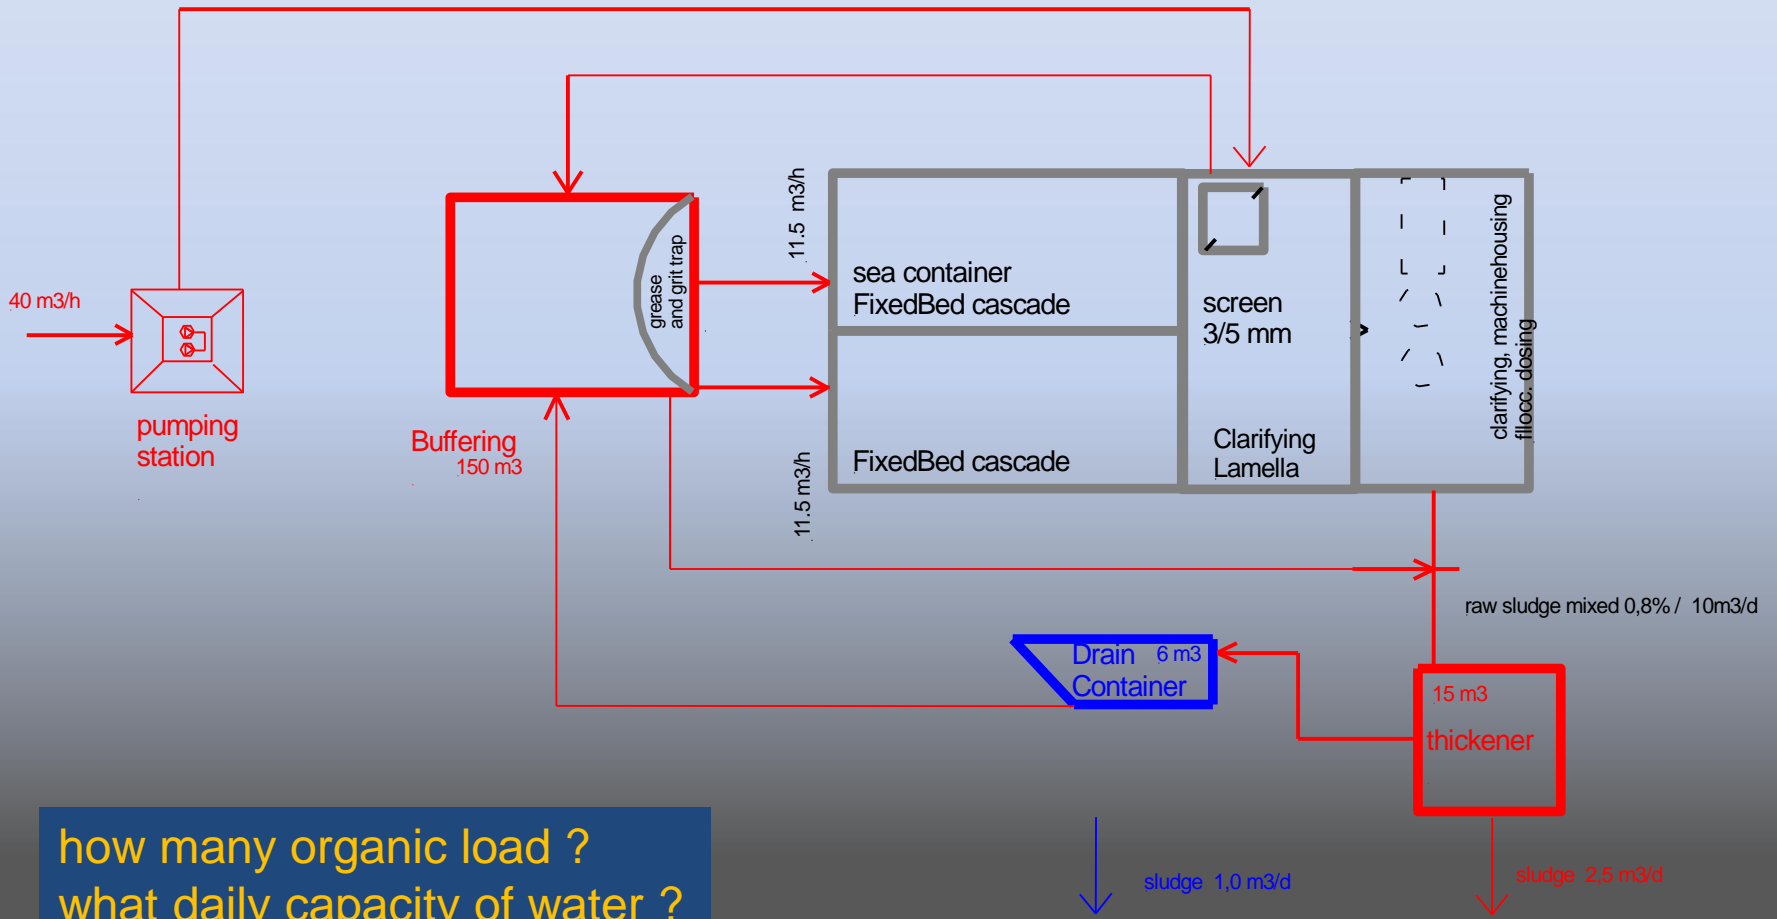 40 m3/h
pumping
station
Buffering
150 m3
grease
and grit trap
11.5 m3/h
11.5 m3/h
sea container
FixedBed cascade
FixedBed cascade
screen
3/5 mm
Clarifying
Lamella
clarifying, machinehousing
fllocc. dosing
raw sludge mixed 0,8% / 10m3/d
Drain 6 m3
Container
15 m3
thickener
sludge 1,0 m3/d
sludge 2,5 m3/d
how many organic load ?
what daily capacity of water ?